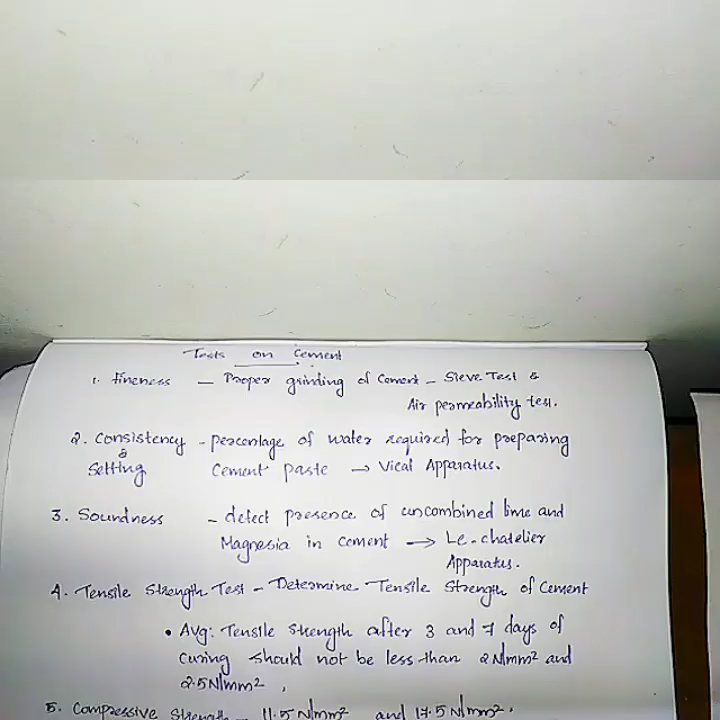 Tests on Cement
1. Fineness — Proper grinding of Cement – Sieve Test &
Air permeability test.
2. Consistency – percentage of water required for preparing
&
Setting Cement paste → Vicat Apparatus.
3. Soundness – detect presence of uncombined lime and
Magnesia in cement → Le-chatelier
Apparatus.
4. Tensile Strength Test – Determine Tensile Strength of Cement
• Avg: Tensile strength after 3 and 7 days of
curing should not be less than 2 N/mm² and
2.5 N/mm².
5. Compressive Strength – 11.5 N/mm² and 17.5 N/mm².